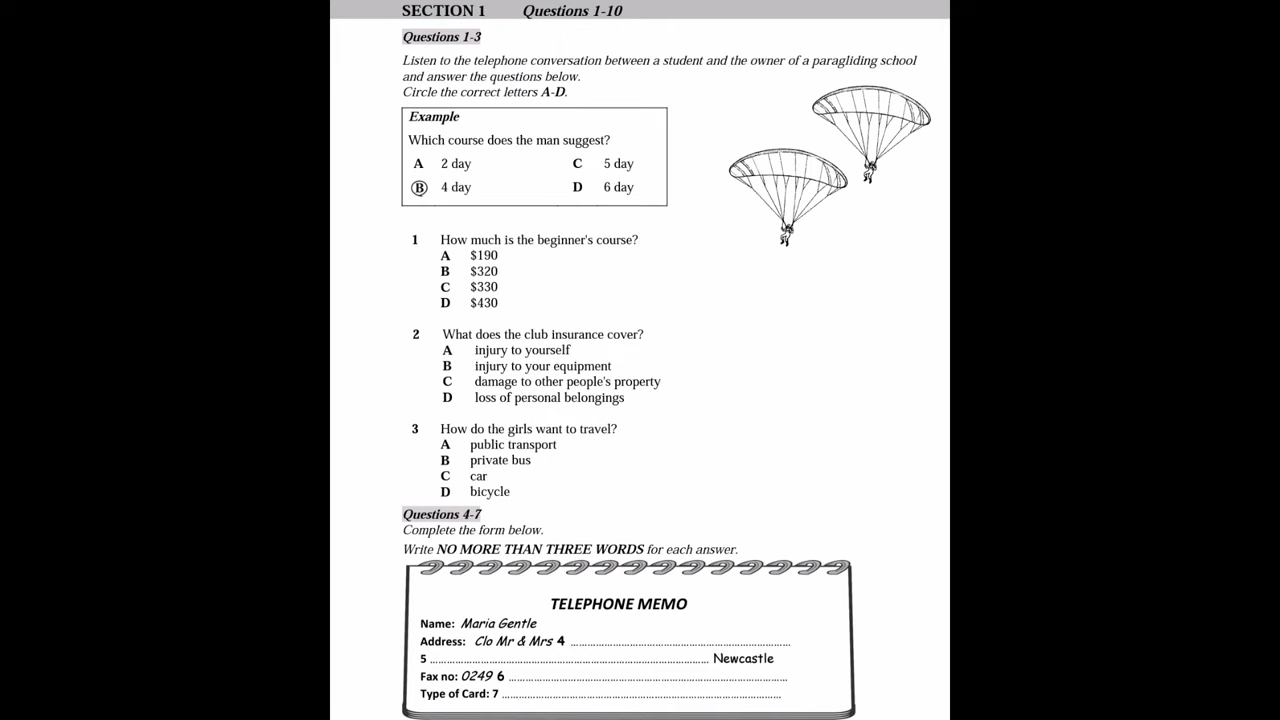 SECTION 1 Questions 1-10
Questions 1-3
Listen to the telephone conversation between a student and the owner of a paragliding school
and answer the questions below.
Circle the correct letters A-D.
Example
Which course does the man suggest?
A 2 day C 5 day
B 4 day D 6 day
1 How much is the beginner's course?
A $190
B $320
C $330
D $430
2 What does the club insurance cover?
A injury to yourself
B injury to your equipment
C damage to other people's property
D loss of personal belongings
3 How do the girls want to travel?
A public transport
B private bus
C car
D bicycle
Questions 4-7
Complete the form below.
Write NO MORE THAN THREE WORDS for each answer.
TELEPHONE MEMO
Name: Maria Gentle
Address: Clo Mr & Mrs 4 ........................................
5 ........................................ Newcastle
Fax no: 0249 6 ........................................
Type of Card: 7 ........................................